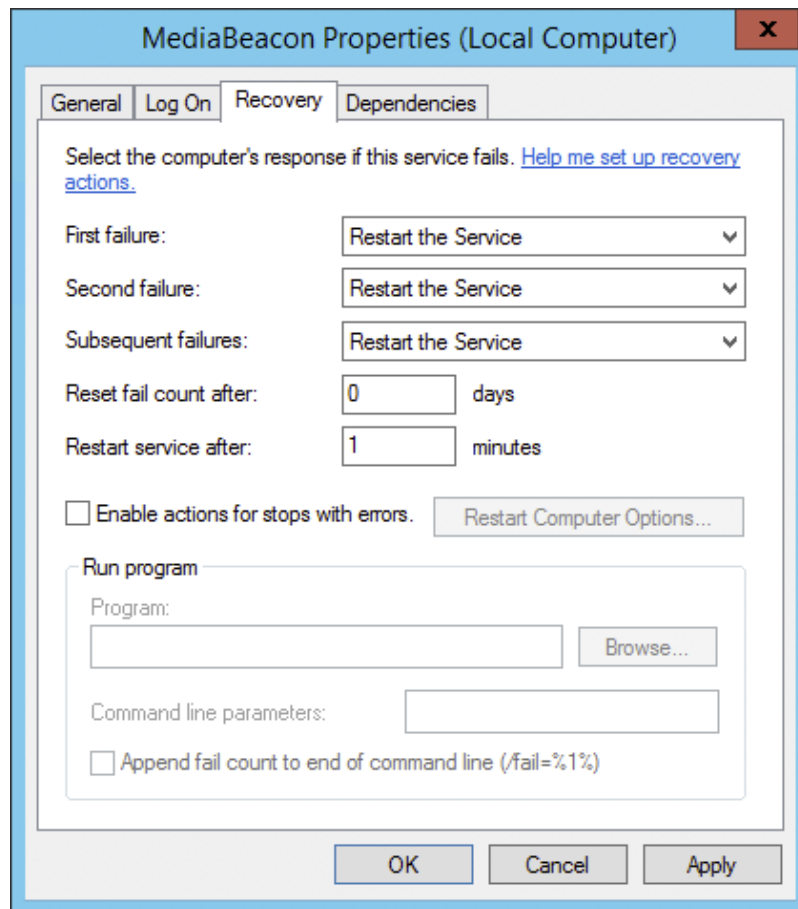 MediaBeacon Properties (Local Computer)
x
General Log On Recovery Dependencies
Select the computer's response if this service fails. Help me set up recovery
actions.
First failure: Restart the Service
Second failure: Restart the Service
Subsequent failures: Restart the Service
Reset fail count after: 0 days
Restart service after: 1 minutes
Enable actions for stops with errors. Restart Computer Options...
Run program
Program:
Browse...
Command line parameters:
Append fail count to end of command line (/fail=%1%)
OK Cancel Apply